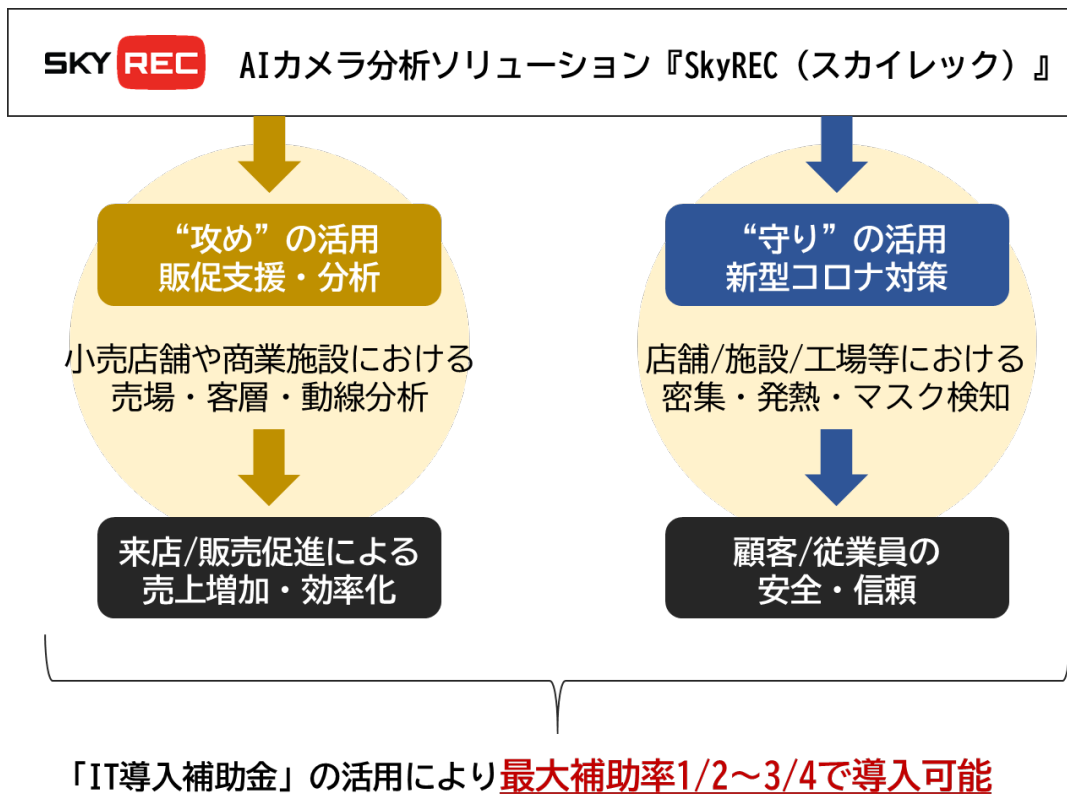 SKY REC AIカメラ分析ソリューション『SkyREC（スカイレック）』
“攻め”の活用
販促支援・分析
小売店舗や商業施設における
売場・客層・動線分析
来店/販売促進による
売上増加・効率化
“守り”の活用
新型コロナ対策
店舗/施設/工場等における
密集・発熱・マスク検知
顧客/従業員の
安全・信頼
「IT導入補助金」の活用により最大補助率1/2～3/4で導入可能